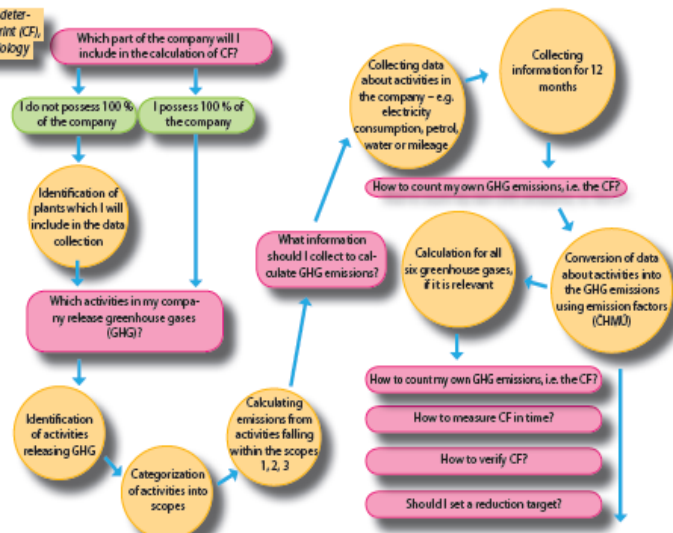 deter-
print (CF),
ology
Which part of the company will I
include in the calculation of CF?
I do not possess 100 %
of the company
I possess 100 % of
the company
Identification of
plants which I will
include in the data
collection
Which activities in my compa-
ny release greenhouse gases
(GHG)?
Identification
of activities
releasing GHG
Categorization
of activities into
scopes
Calculating
emissions from
activities falling
within the scopes
1, 2, 3
What information
should I collect to cal-
culate GHG emissions?
Collecting data
about activities in
the company – e.g.
electricity
consumption, petrol,
water or mileage
Collecting
information for 12
months
How to count my own GHG emissions, i.e. the CF?
Conversion of data
about activities into
the GHG emissions
using emission factors
(ČHMÚ)
Calculation for all
six greenhouse gases,
if it is relevant
How to count my own GHG emissions, i.e. the CF?
How to measure CF in time?
How to verify CF?
Should I set a reduction target?